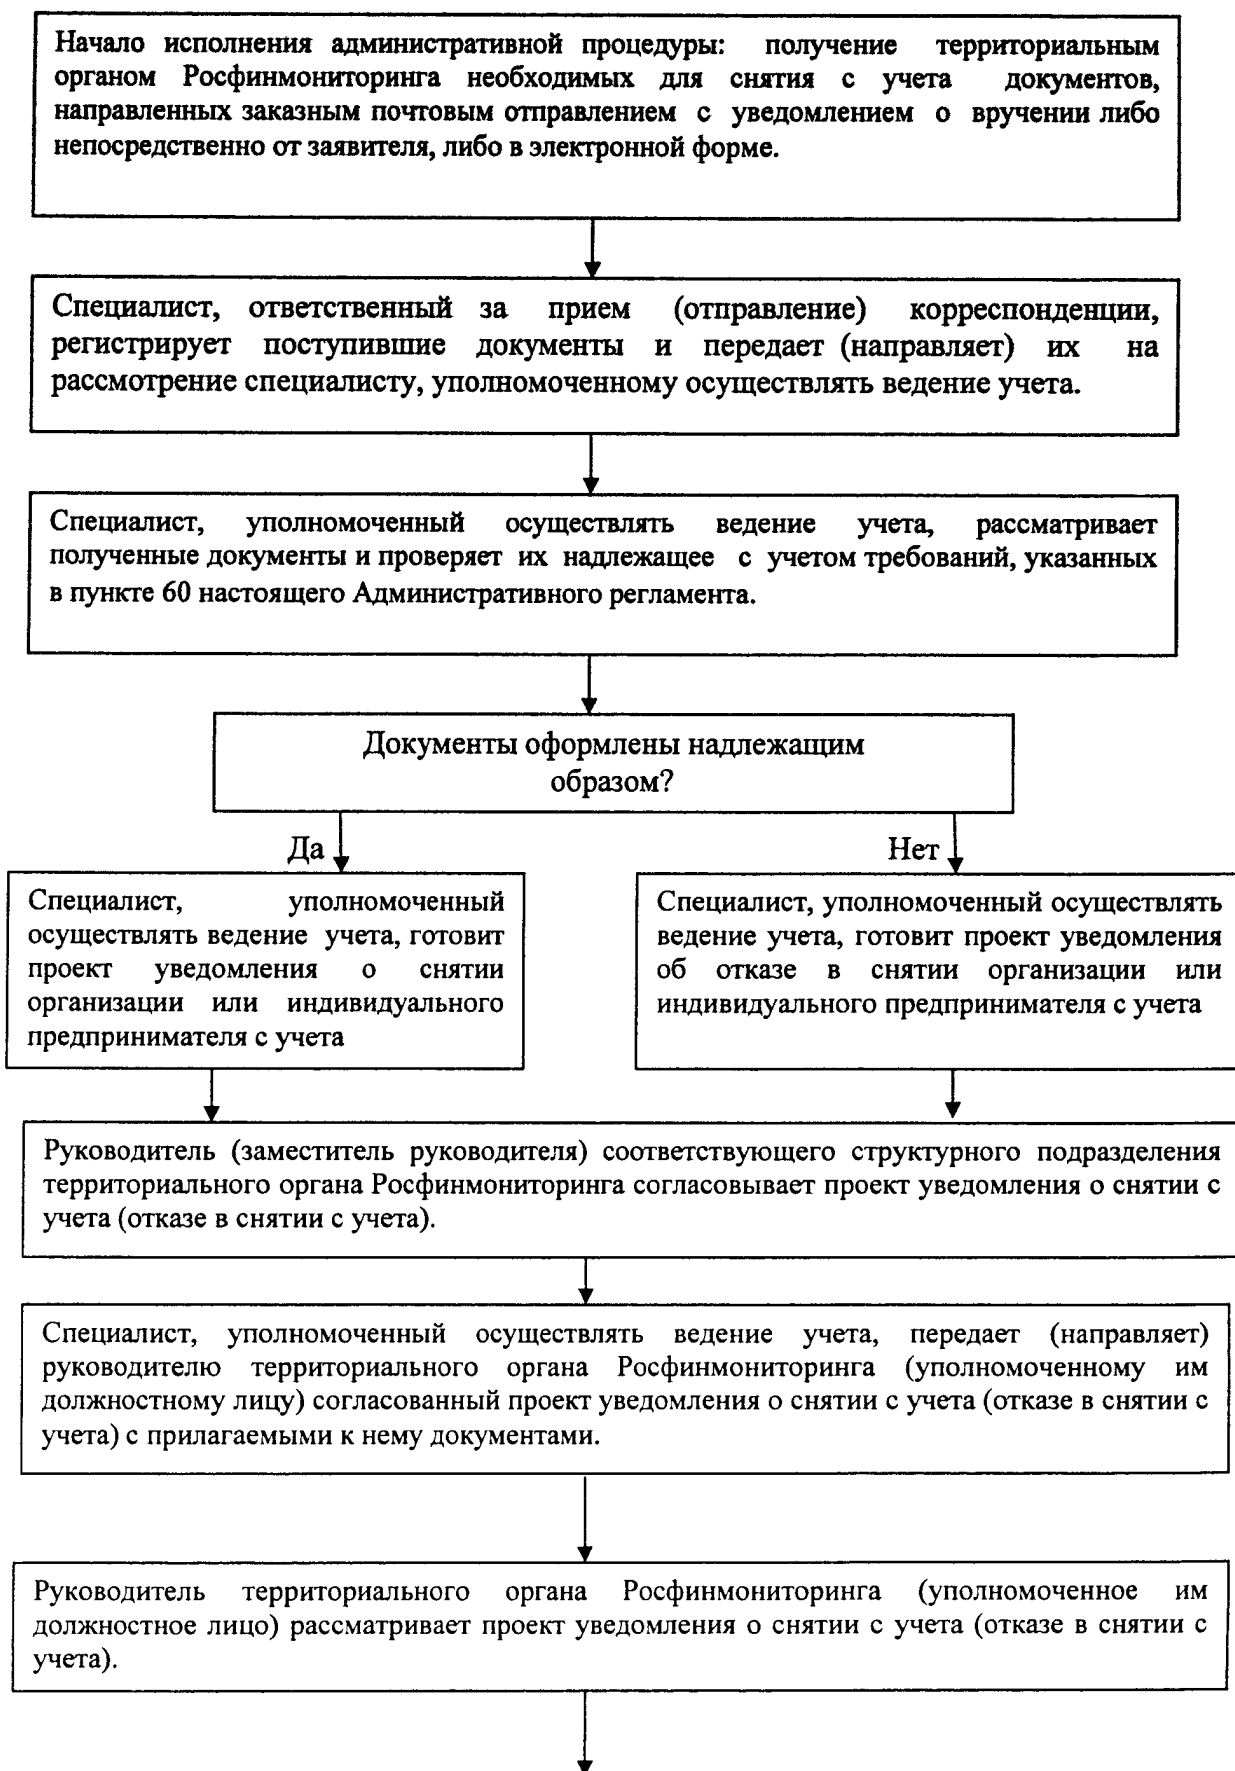 Начало исполнения административной процедуры: получение территориальным
органом Росфинмониторинга необходимых для снятия с учета документов,
направленных заказным почтовым отправлением с уведомлением о вручении либо
непосредственно от заявителя, либо в электронной форме.
Специалист, ответственный за прием (отправление) корреспонденции,
регистрирует поступившие документы и передает (направляет) их на
рассмотрение специалисту, уполномоченному осуществлять ведение учета.
Специалист, уполномоченный осуществлять ведение учета, рассматривает
полученные документы и проверяет их надлежащее с учетом требований, указанных
в пункте 60 настоящего Административного регламента.
Документы оформлены надлежащим
образом?
Да
Нет
Специалист, уполномоченный
осуществлять ведение учета, готовит
проект уведомления о снятии
организации или индивидуального
предпринимателя с учета
Специалист, уполномоченный осуществлять
ведение учета, готовит проект уведомления
об отказе в снятии организации или
индивидуального предпринимателя с учета
Руководитель (заместитель руководителя) соответствующего структурного подразделения
территориального органа Росфинмониторинга согласовывает проект уведомления о снятии с
учета (отказе в снятии с учета).
Специалист, уполномоченный осуществлять ведение учета, передает (направляет)
руководителю территориального органа Росфинмониторинга (уполномоченному им
должностному лицу) согласованный проект уведомления о снятии с учета (отказе в снятии с
учета) с прилагаемыми к нему документами.
Руководитель территориального органа Росфинмониторинга (уполномоченное им
должностное лицо) рассматривает проект уведомления о снятии с учета (отказе в снятии с
учета).